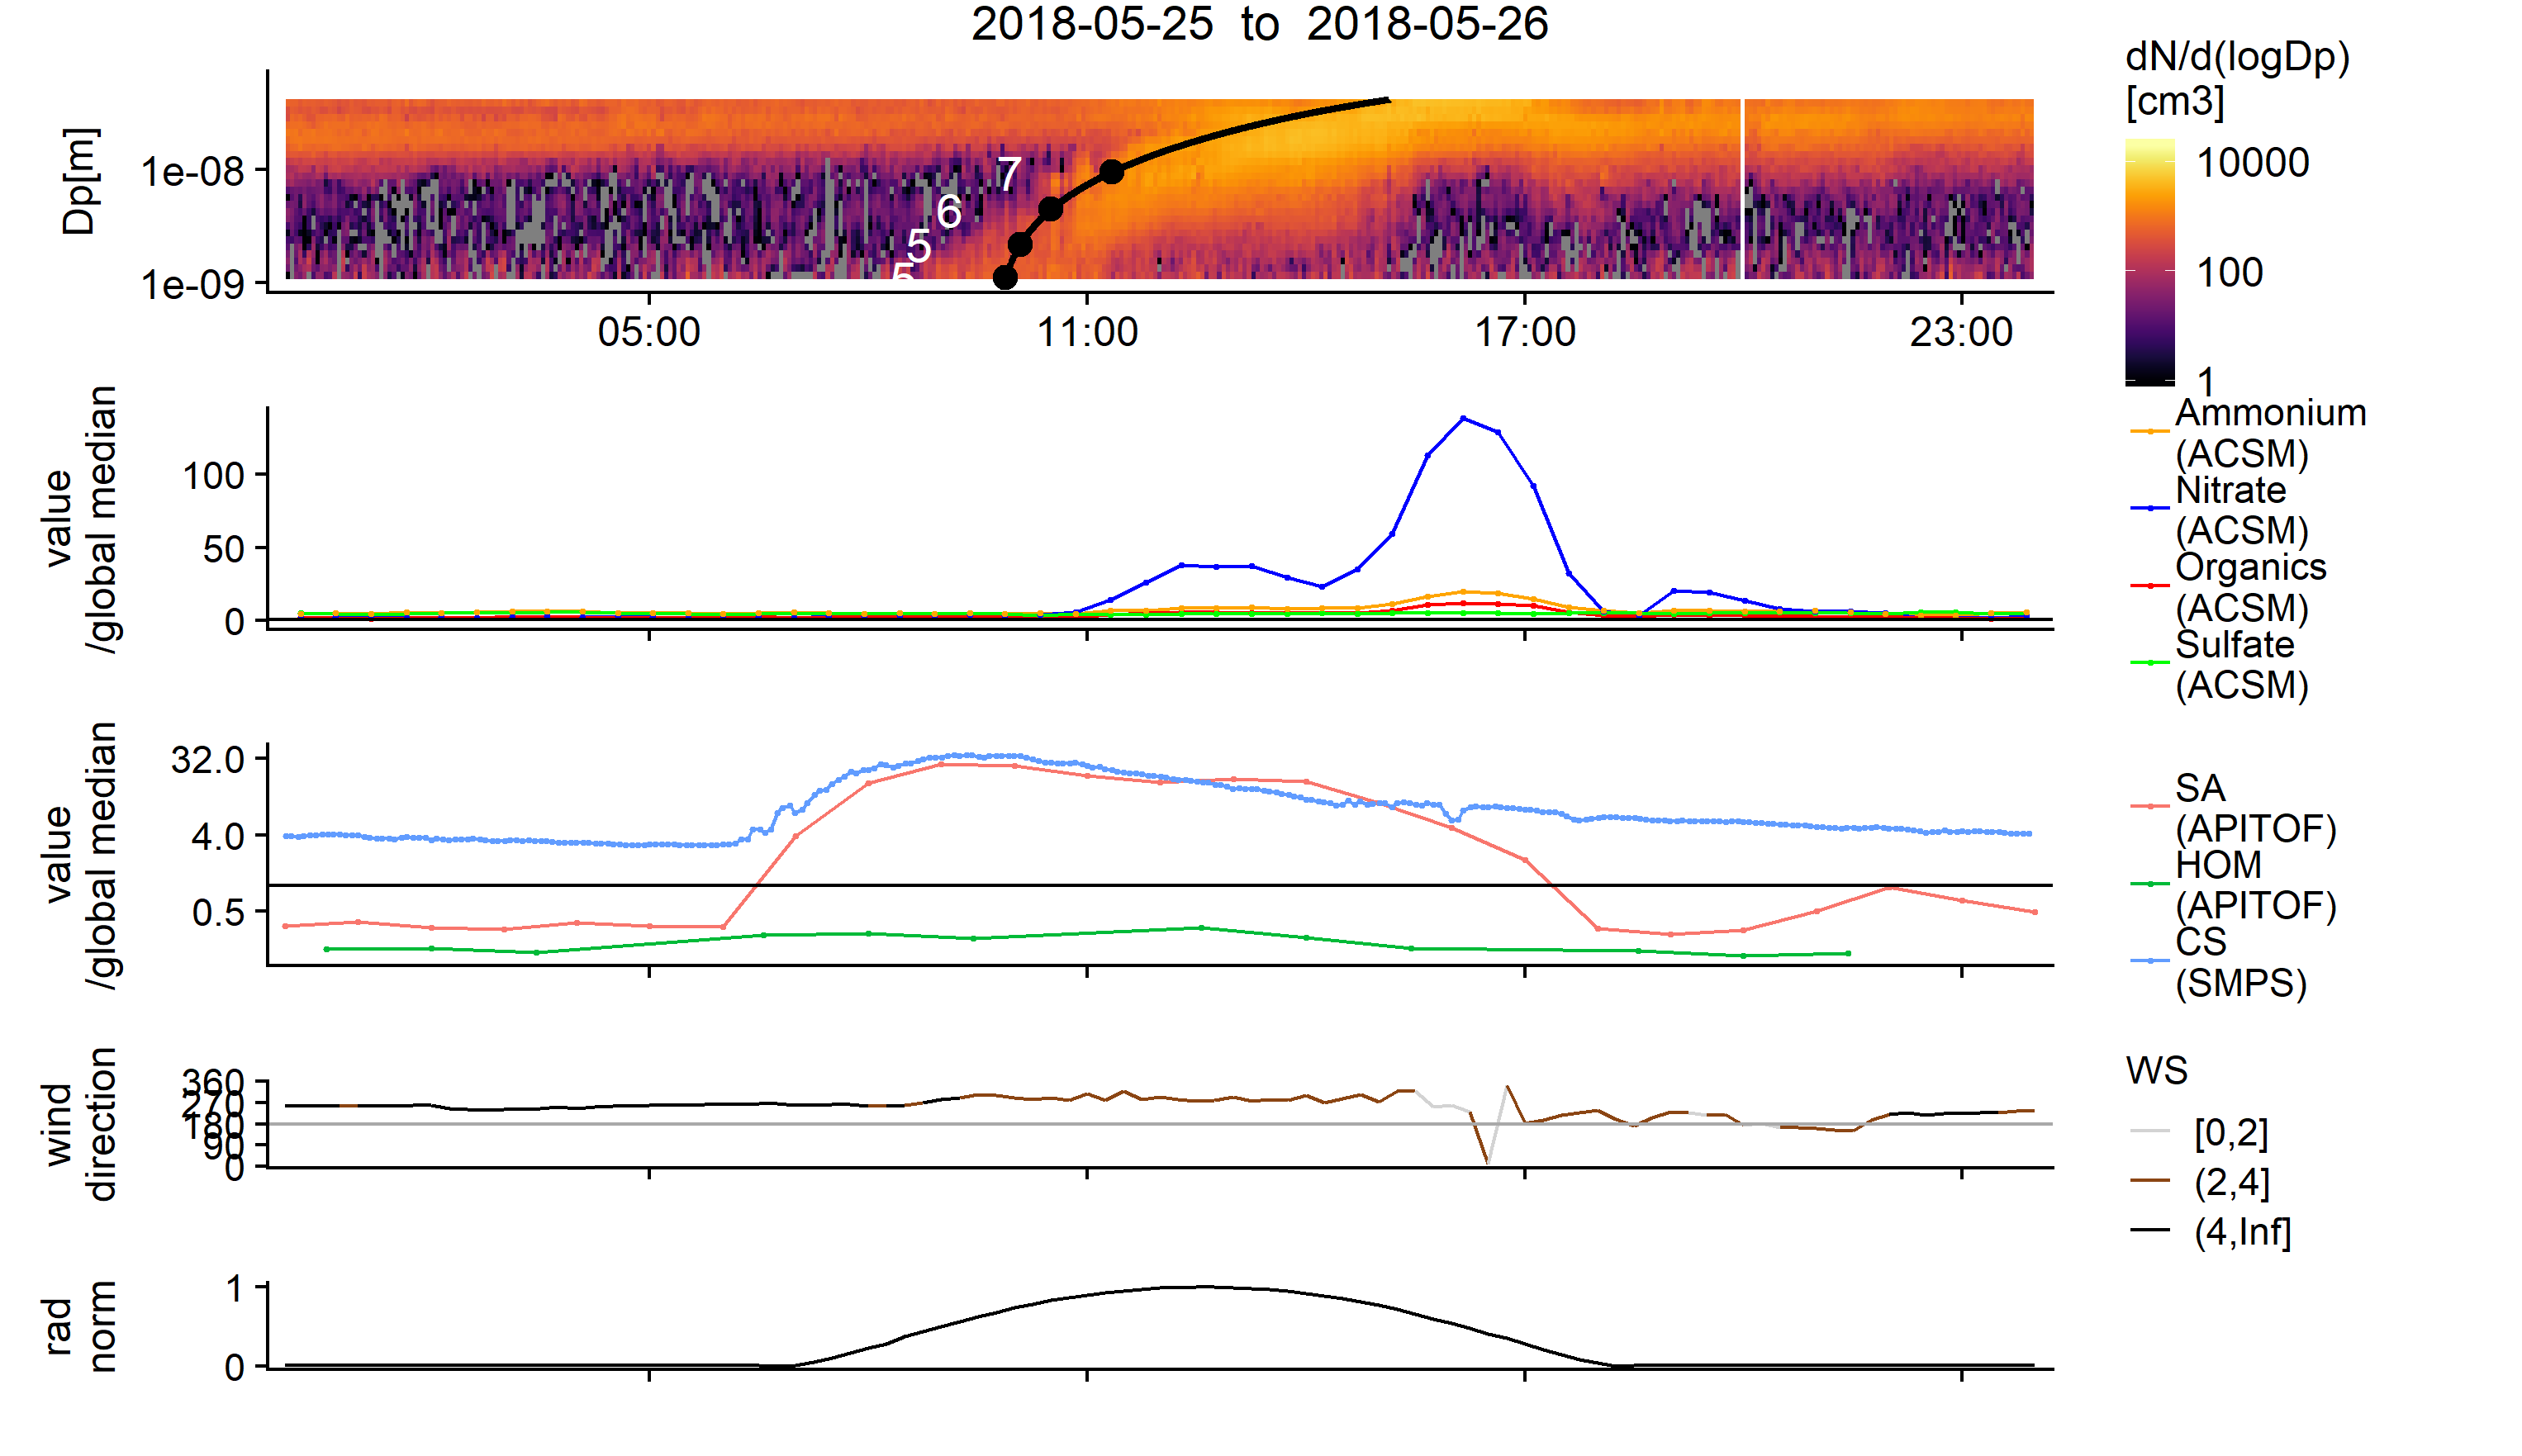 2018-05-25 to 2018-05-26
dN/d(logDp)
[cm3]
10000
100
1
Dp[m]
1e-08
1e-09
7
6
5
5
05:00
11:00
17:00
23:00
value
/global median
100
50
0
Ammonium
(ACSM)
Nitrate
(ACSM)
Organics
(ACSM)
Sulfate
(ACSM)
value
/global median
32.0
4.0
0.5
SA
(APITOF)
HOM
(APITOF)
CS
(SMPS)
wind
direction
360
270
180
90
0
WS
[0,2]
(2,4]
(4,Inf]
rad
norm
1
0